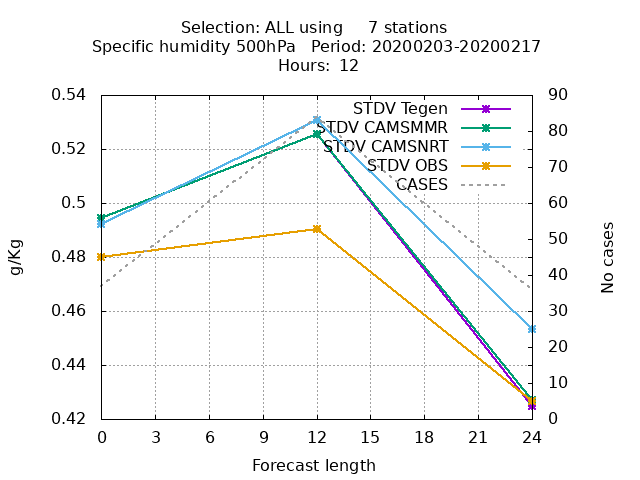 Selection: ALL using 7 stations
Specific humidity 500hPa Period: 20200203-20200217
Hours: 12
0.54
0.52
0.5
0.48
0.46
0.44
0.42
g/Kg
STDV Tegen
STDV CAMSMMR
STDV CAMSNRT
STDV OBS
CASES
90
80
70
60
50
40
30
20
10
0
No cases
0 3 6 9 12 15 18 21 24
Forecast length